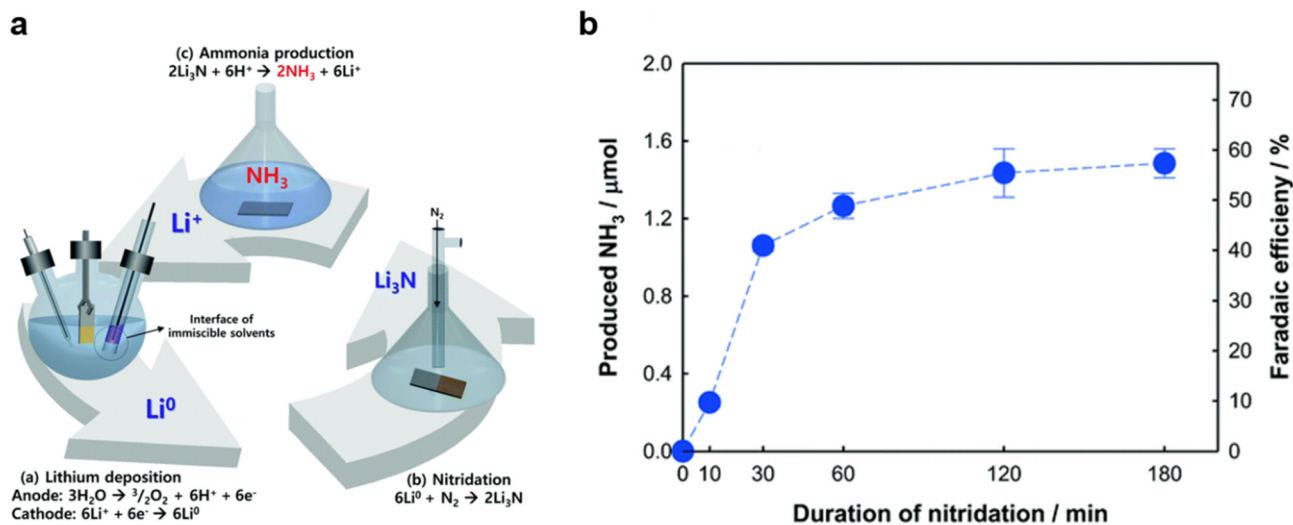 a
(c) Ammonia production
2Li₃N + 6H⁺ → 2NH₃ + 6Li⁺
NH₃
Li⁺
N₂
Li₃N
Interface of
immiscible solvents
Li⁰
(a) Lithium deposition
Anode: 3H₂O → ³/₂O₂ + 6H⁺ + 6e⁻
Cathode: 6Li⁺ + 6e⁻ → 6Li⁰
(b) Nitridation
6Li⁰ + N₂ → 2Li₃N
b
Produced NH₃ / μmol
2.0
1.6
1.2
0.8
0.4
0.0
0 10 30 60 120 180
Duration of nitridation / min
70
60
50
40
30
20
10
0
Faradaic efficieny / %